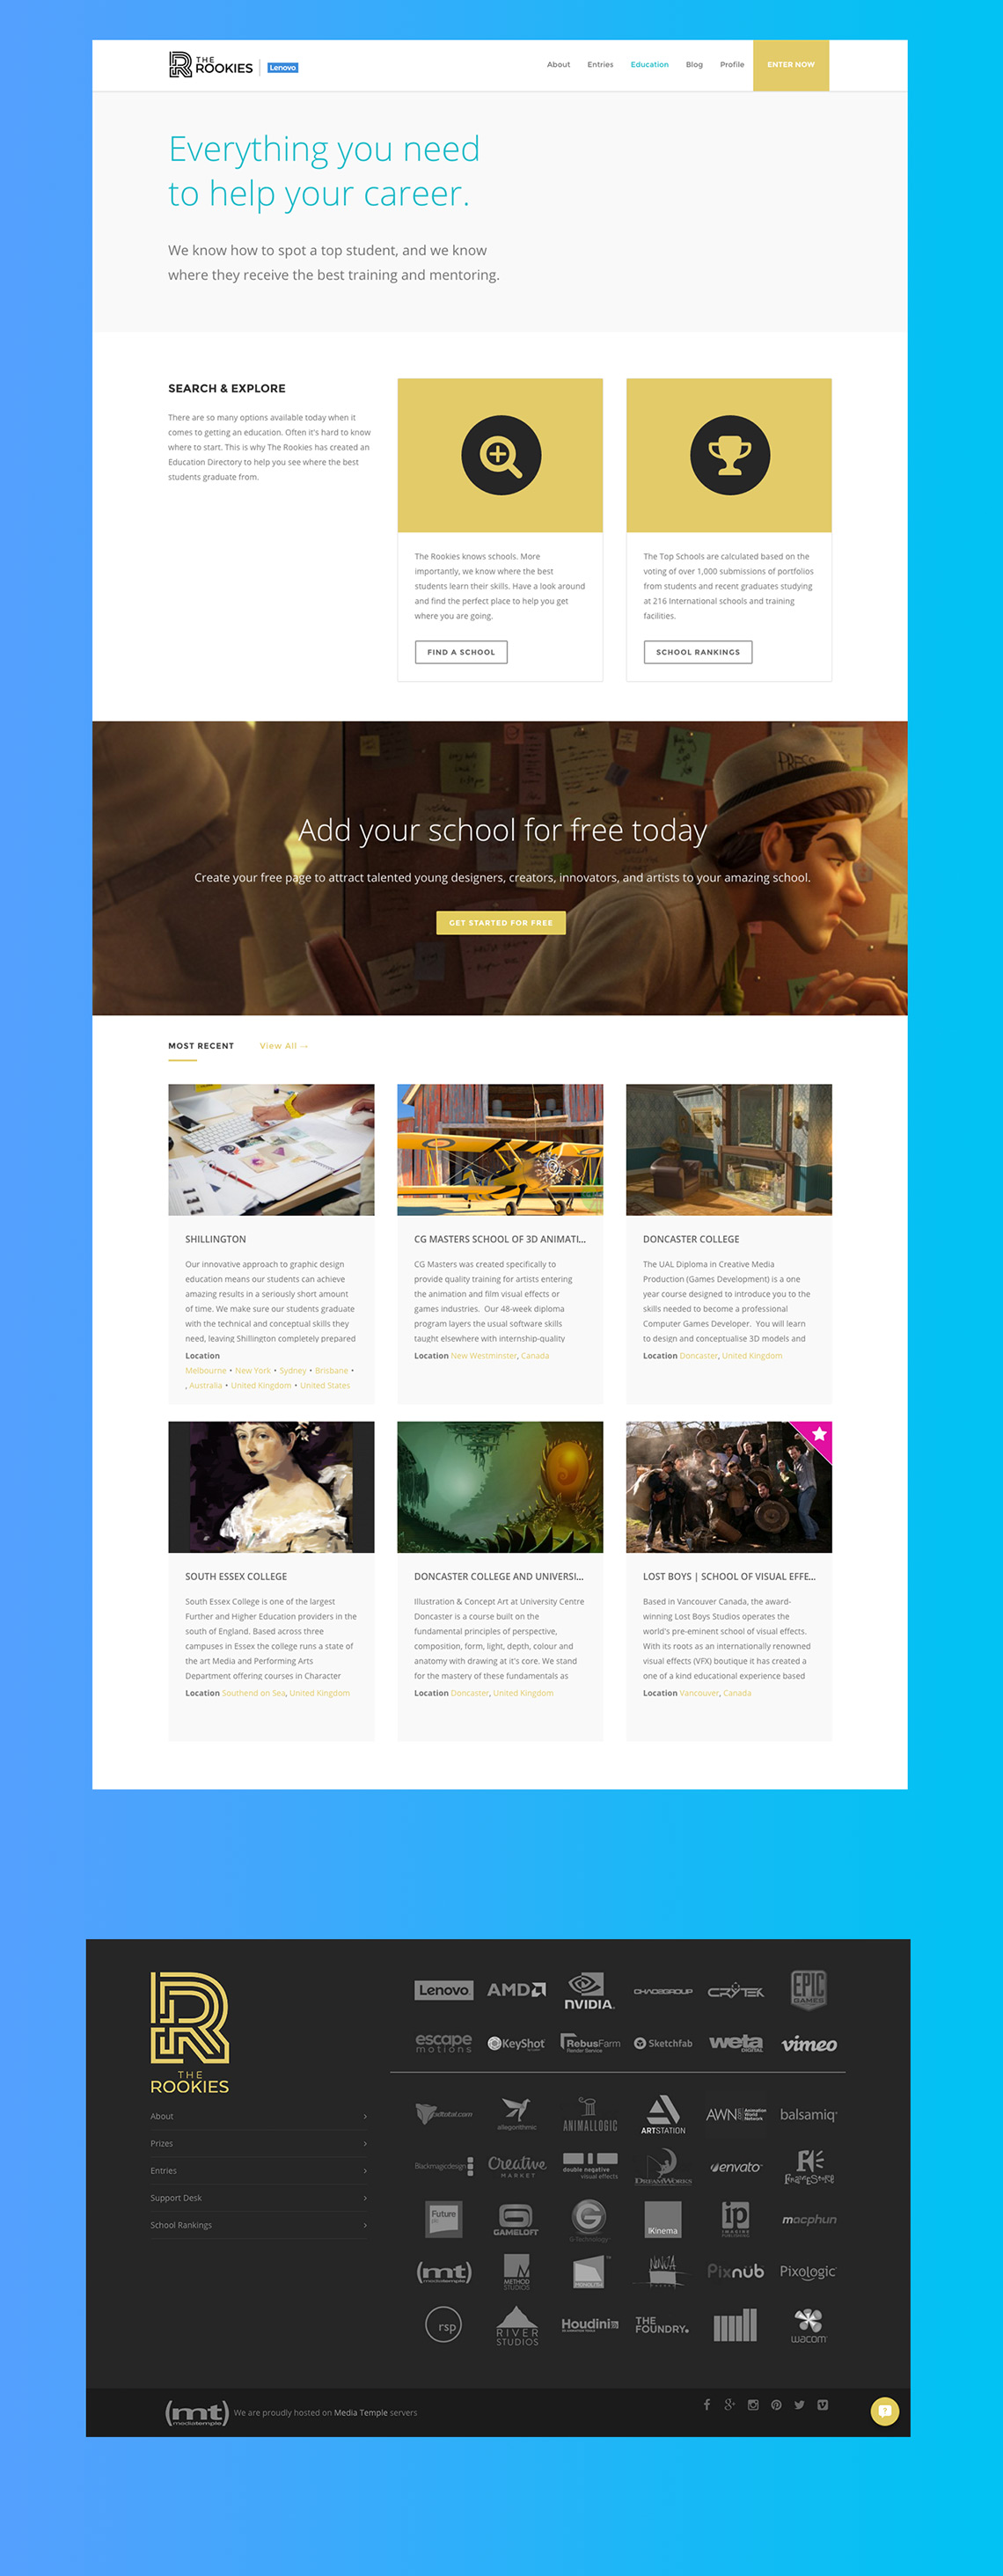 THE
ROOKIES
Lenovo
About Entries Education Blog Profile ENTER NOW
Everything you need
to help your career.
We know how to spot a top student, and we know
where they receive the best training and mentoring.
SEARCH & EXPLORE
There are so many options available today when it
comes to getting an education. Often it's hard to know
where to start. This is why The Rookies has created an
Education Directory to help you see where the best
students graduate from.
The Rookies knows schools. More
importantly, we know where the best
students learn their skills. Have a look around
and find the perfect place to help you get
where you are going.
FIND A SCHOOL
The Top Schools are calculated based on the
voting of over 1,000 submissions of portfolios
from students and recent graduates studying
at 216 International schools and training
facilities.
SCHOOL RANKINGS
PRESS
Add your school for free today
Create your free page to attract talented young designers, creators, innovators, and artists to your amazing school.
GET STARTED FOR FREE
MOST RECENT View All →
SHILLINGTON
Our innovative approach to graphic design
education means our students can achieve
amazing results in a seriously short amount
of time. We make sure our students graduate
with the technical and conceptual skills they
need, leaving Shillington completely prepared
Location
Melbourne • New York • Sydney • Brisbane •
, Australia • United Kingdom • United States
CG MASTERS SCHOOL OF 3D ANIMATI...
CG Masters was created specifically to
provide quality training for artists entering
the animation and film visual effects or
games industries. Our 48-week diploma
program layers the usual software skills
taught elsewhere with internship-quality
Location New Westminster, Canada
DONCASTER COLLEGE
The UAL Diploma in Creative Media
Production (Games Development) is a one
year course designed to introduce you to the
skills needed to become a professional
Computer Games Developer. You will learn
to design and conceptualise 3D models and
Location Doncaster, United Kingdom
SOUTH ESSEX COLLEGE
South Essex College is one of the largest
Further and Higher Education providers in the
south of England. Based across three
campuses in Essex the college runs a state of
the art Media and Performing Arts
Department offering courses in Character
Location Southend on Sea, United Kingdom
DONCASTER COLLEGE AND UNIVERSI...
Illustration & Concept Art at University Centre
Doncaster is a course built on the
fundamental principles of perspective,
composition, form, light, depth, colour and
anatomy with drawing at it's core. We stand
for the mastery of these fundamentals as
Location Doncaster, United Kingdom
LOST BOYS | SCHOOL OF VISUAL EFFE...
Based in Vancouver Canada, the award-
winning Lost Boys Studios operates the
world's pre-eminent school of visual effects.
With its roots as an internationally renowned
visual effects (VFX) boutique it has created a
one of a kind educational experience based
Location Vancouver, Canada
THE
ROOKIES
About
Prizes
Entries
Support Desk
School Rankings
Lenovo AMD NVIDIA CHAOSGROUP CRYTEK EPIC GAMES
escape motions KeyShot RebusFarm Render Service Sketchfab weta DIGITAL vimeo
3dtotal.com allegorithmic ANIMALLOGIC ARTSTATION AWN Animation World Network balsamiq
Blackmagicdesign Creative MARKET double negative visual effects DREAMWORKS envato FrameStore
Future GAMELOFT G-Technology IKinema ip macphun
(mt) mediatemple METHOD STUDIOS NINJA Pixnüb Pixologic
rsp RIVER STUDIOS Houdini THE FOUNDRY. wacom
(mt) mediatemple We are proudly hosted on Media Temple servers